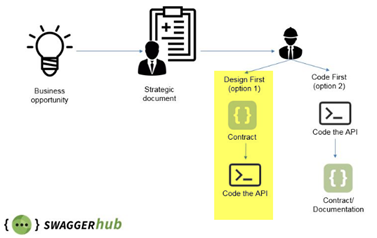 Business
opportunity
Strategic
document
Design First
(option 1)
Contract
Code the API
Code First
(option 2)
Code the API
Contract/
Documentation
{...} SWAGGERhub